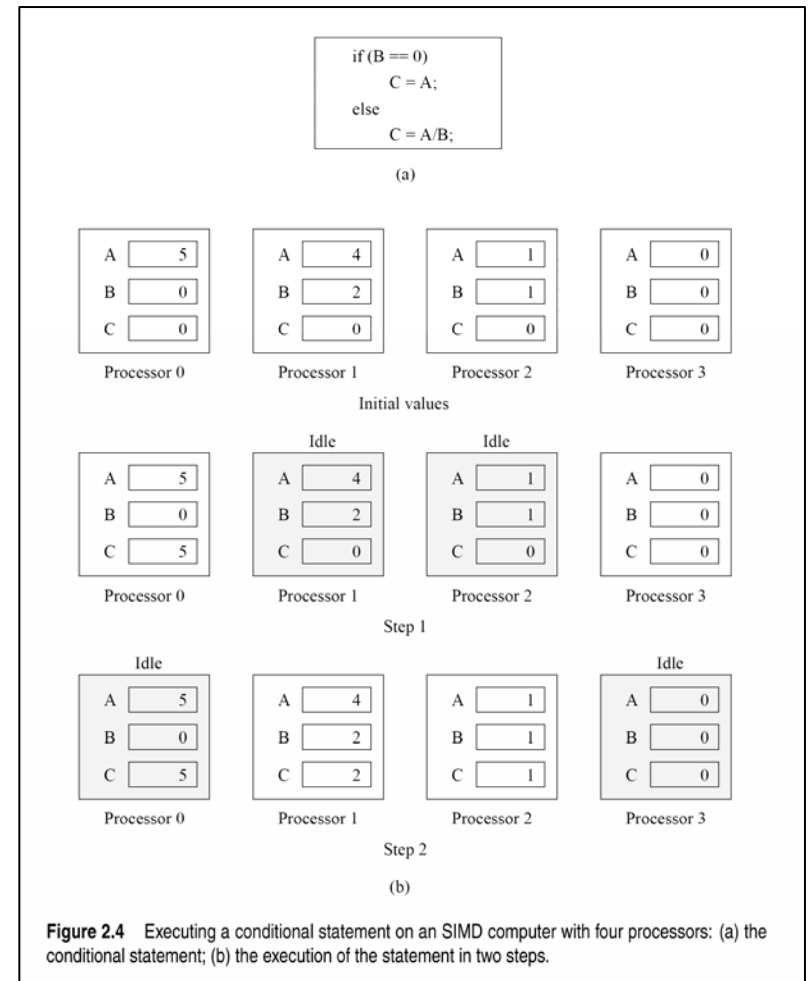 if (B == 0)
C = A;
else
C = A/B;
(a)
A 5 A 4 A 1 A 0
B 0 B 2 B 1 B 0
C 0 C 0 C 0 C 0
Processor 0 Processor 1 Processor 2 Processor 3
Initial values
Idle Idle
A 5 A 4 A 1 A 0
B 0 B 2 B 1 B 0
C 5 C 0 C 0 C 0
Processor 0 Processor 1 Processor 2 Processor 3
Step 1
Idle Idle
A 5 A 4 A 1 A 0
B 0 B 2 B 1 B 0
C 5 C 2 C 1 C 0
Processor 0 Processor 1 Processor 2 Processor 3
Step 2
(b)
Figure 2.4 Executing a conditional statement on an SIMD computer with four processors: (a) the
conditional statement; (b) the execution of the statement in two steps.